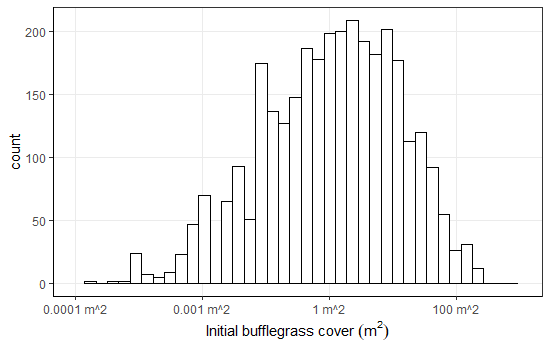 200
150
100
50
0
count
0.0001 m^2 0.001 m^2 1 m^2 100 m^2
Initial bufflegrass cover (m²)